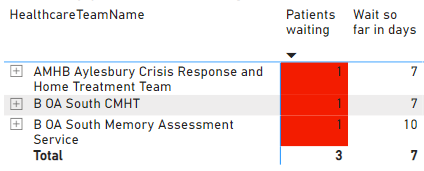 HealthcareTeamName Patients waiting Wait so far in days
AMHB Aylesbury Crisis Response and Home Treatment Team 1 7
B OA South CMHT 1 7
B OA South Memory Assessment Service 1 10
Total 3 7